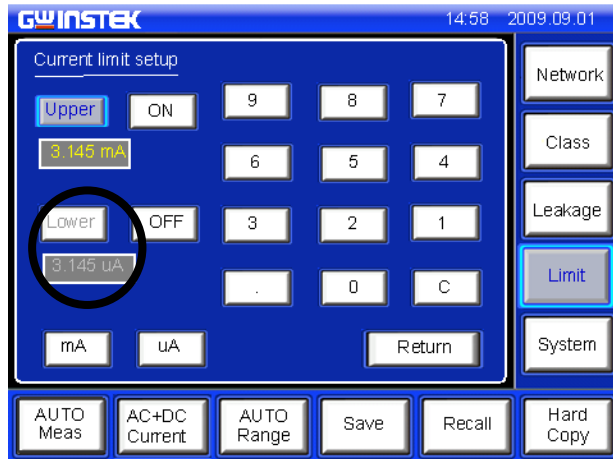 GWINSTEK 14:58 2009.09.01
Current limit setup
Upper ON
3.145 mA
Lower OFF
3.145 uA
mA uA
9 8 7
6 5 4
3 2 1
. 0 C
Return
Network
Class
Leakage
Limit
System
AUTO
Meas
AC+DC
Current
AUTO
Range
Save
Recall
Hard
Copy